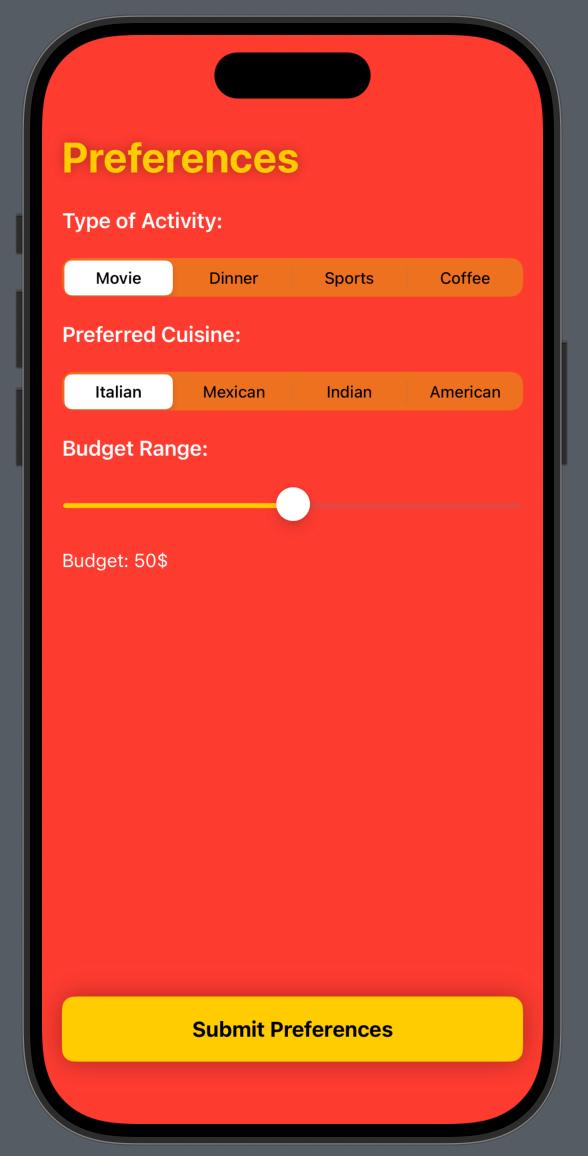 Preferences
Type of Activity:
Movie Dinner Sports Coffee
Preferred Cuisine:
Italian Mexican Indian American
Budget Range:
Budget: 50$
Submit Preferences